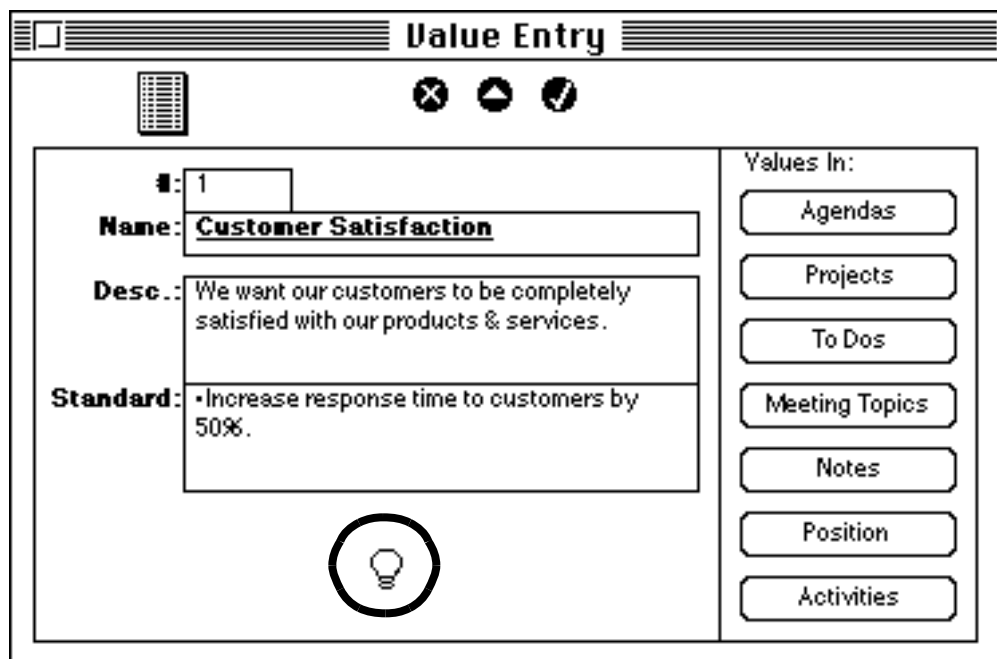 Value Entry
#: 1
Name: Customer Satisfaction
Desc.: We want our customers to be completely
satisfied with our products & services.
Standard: •Increase response time to customers by
50%.
Values In:
Agendas
Projects
To Dos
Meeting Topics
Notes
Position
Activities